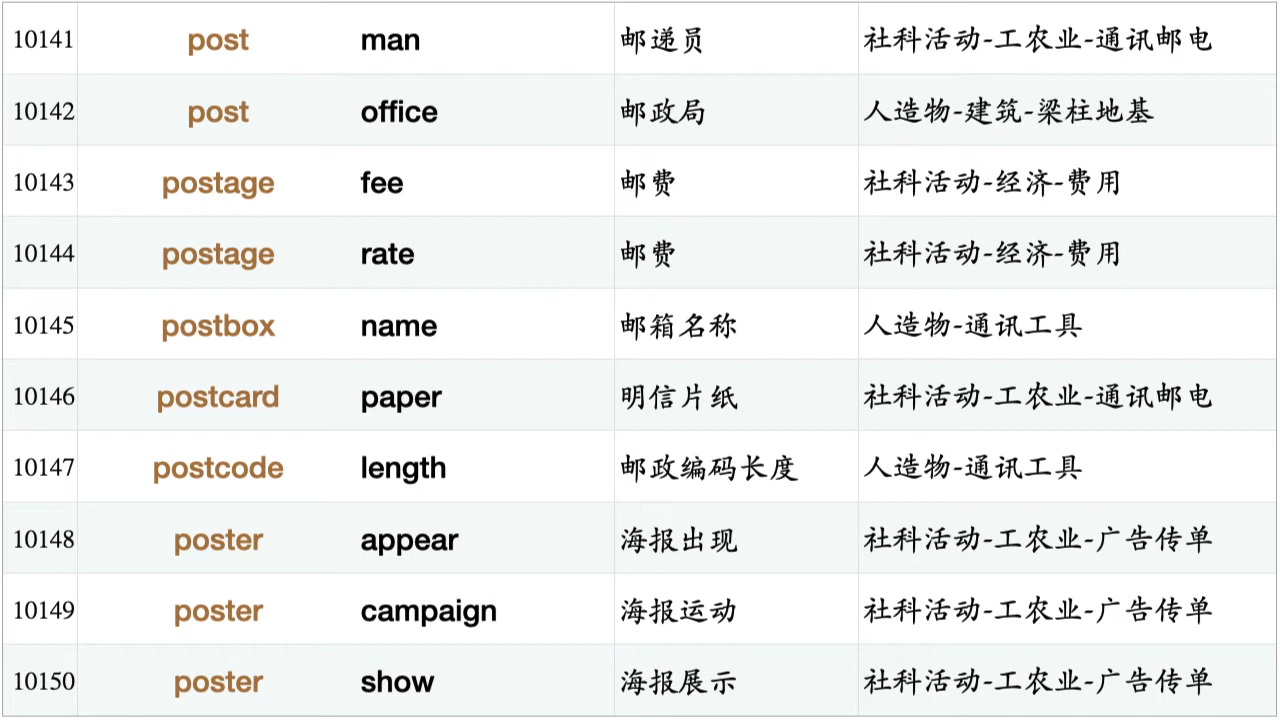 10141 post man 邮递员 社科活动-工农业-通讯邮电
10142 post office 邮政局 人造物-建筑-梁柱地基
10143 postage fee 邮费 社科活动-经济-费用
10144 postage rate 邮费 社科活动-经济-费用
10145 postbox name 邮箱名称 人造物-通讯工具
10146 postcard paper 明信片纸 社科活动-工农业-通讯邮电
10147 postcode length 邮政编码长度 人造物-通讯工具
10148 poster appear 海报出现 社科活动-工农业-广告传单
10149 poster campaign 海报运动 社科活动-工农业-广告传单
10150 poster show 海报展示 社科活动-工农业-广告传单